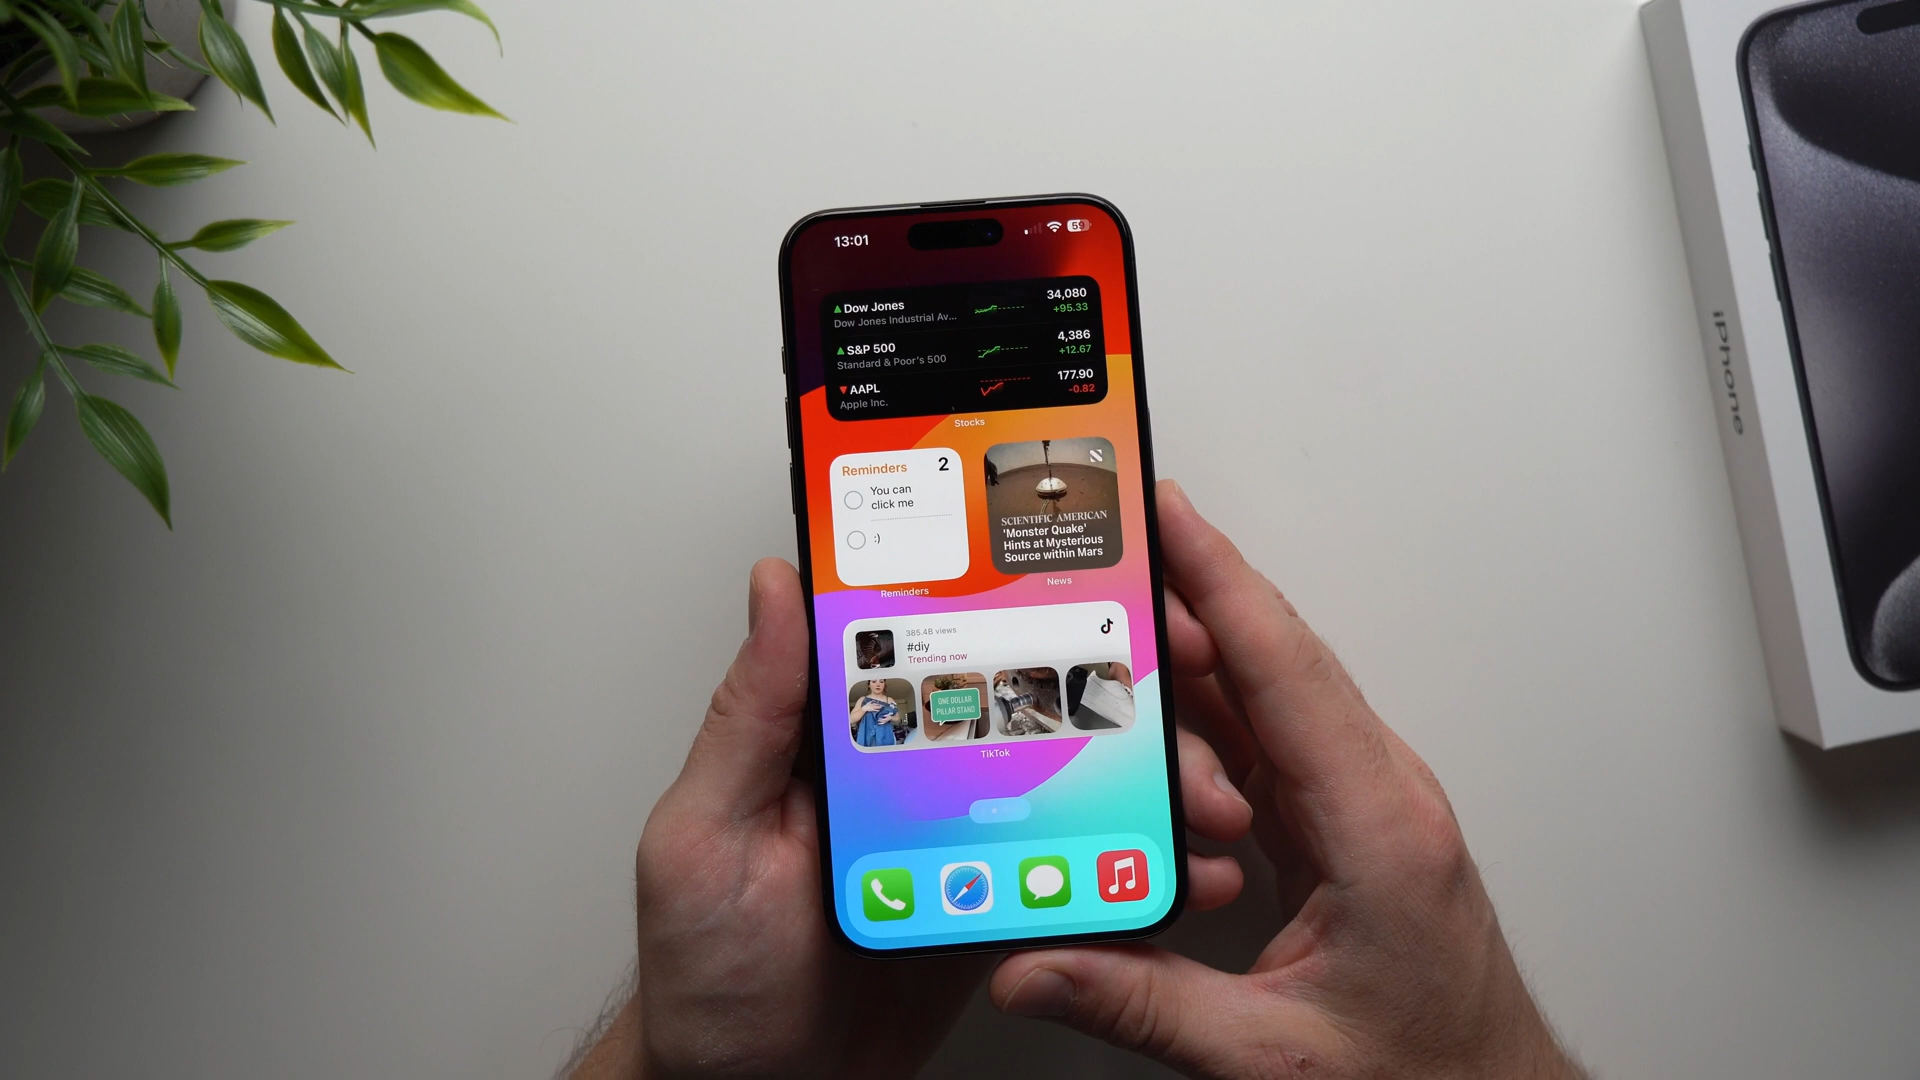 13:01
59
Dow Jones
34,080
Dow Jones Industrial Av...
+95.33
S&P 500
4,386
Standard & Poor's 500
+12.67
AAPL
177.90
Apple Inc.
-0.82
Stocks
Reminders 2
You can
click me
:)
Reminders
SCIENTIFIC AMERICAN
'Monster Quake'
Hints at Mysterious
Source within Mars
News
385.4B views
#diy
Trending now
ONE DOLLAR
PILLAR STAND
TikTok
iPhone